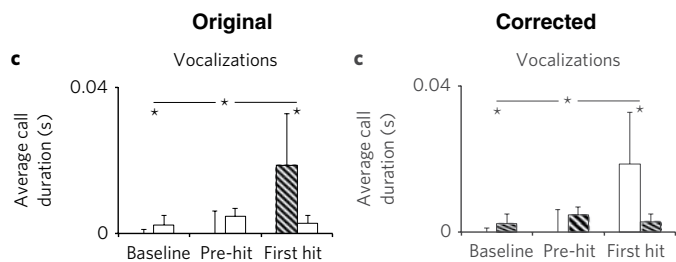 Original
c
Vocalizations
Average call
duration (s)
0.04
0
*
*
*
Baseline Pre-hit First hit
Corrected
c
Vocalizations
Average call
duration (s)
0.04
0
*
*
*
Baseline Pre-hit First hit